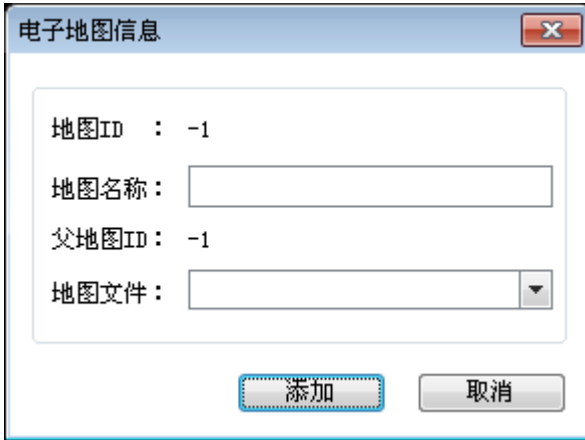 电子地图信息
地图ID ： -1
地图名称：
父地图ID： -1
地图文件：
添加 取消